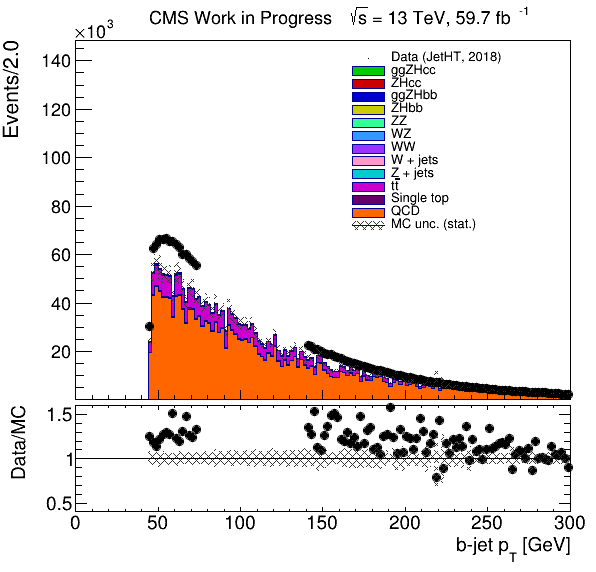 CMS Work in Progress √s = 13 TeV, 59.7 fb⁻¹
×10³
Events/2.0
140
120
100
80
60
40
20
Data (JetHT, 2018)
ggZHcc
ZHcc
ggZHbb
ZHbb
ZZ
WZ
WW
W + jets
Z + jets
tt̅
Single top
QCD
MC unc. (stat.)
Data/MC
1.5
1
0.5
0 50 100 150 200 250 300
b-jet p_T [GeV]